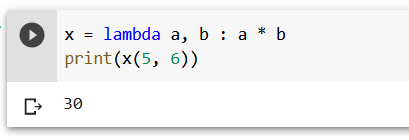 x = lambda a, b : a * b
print(x(5, 6))
30